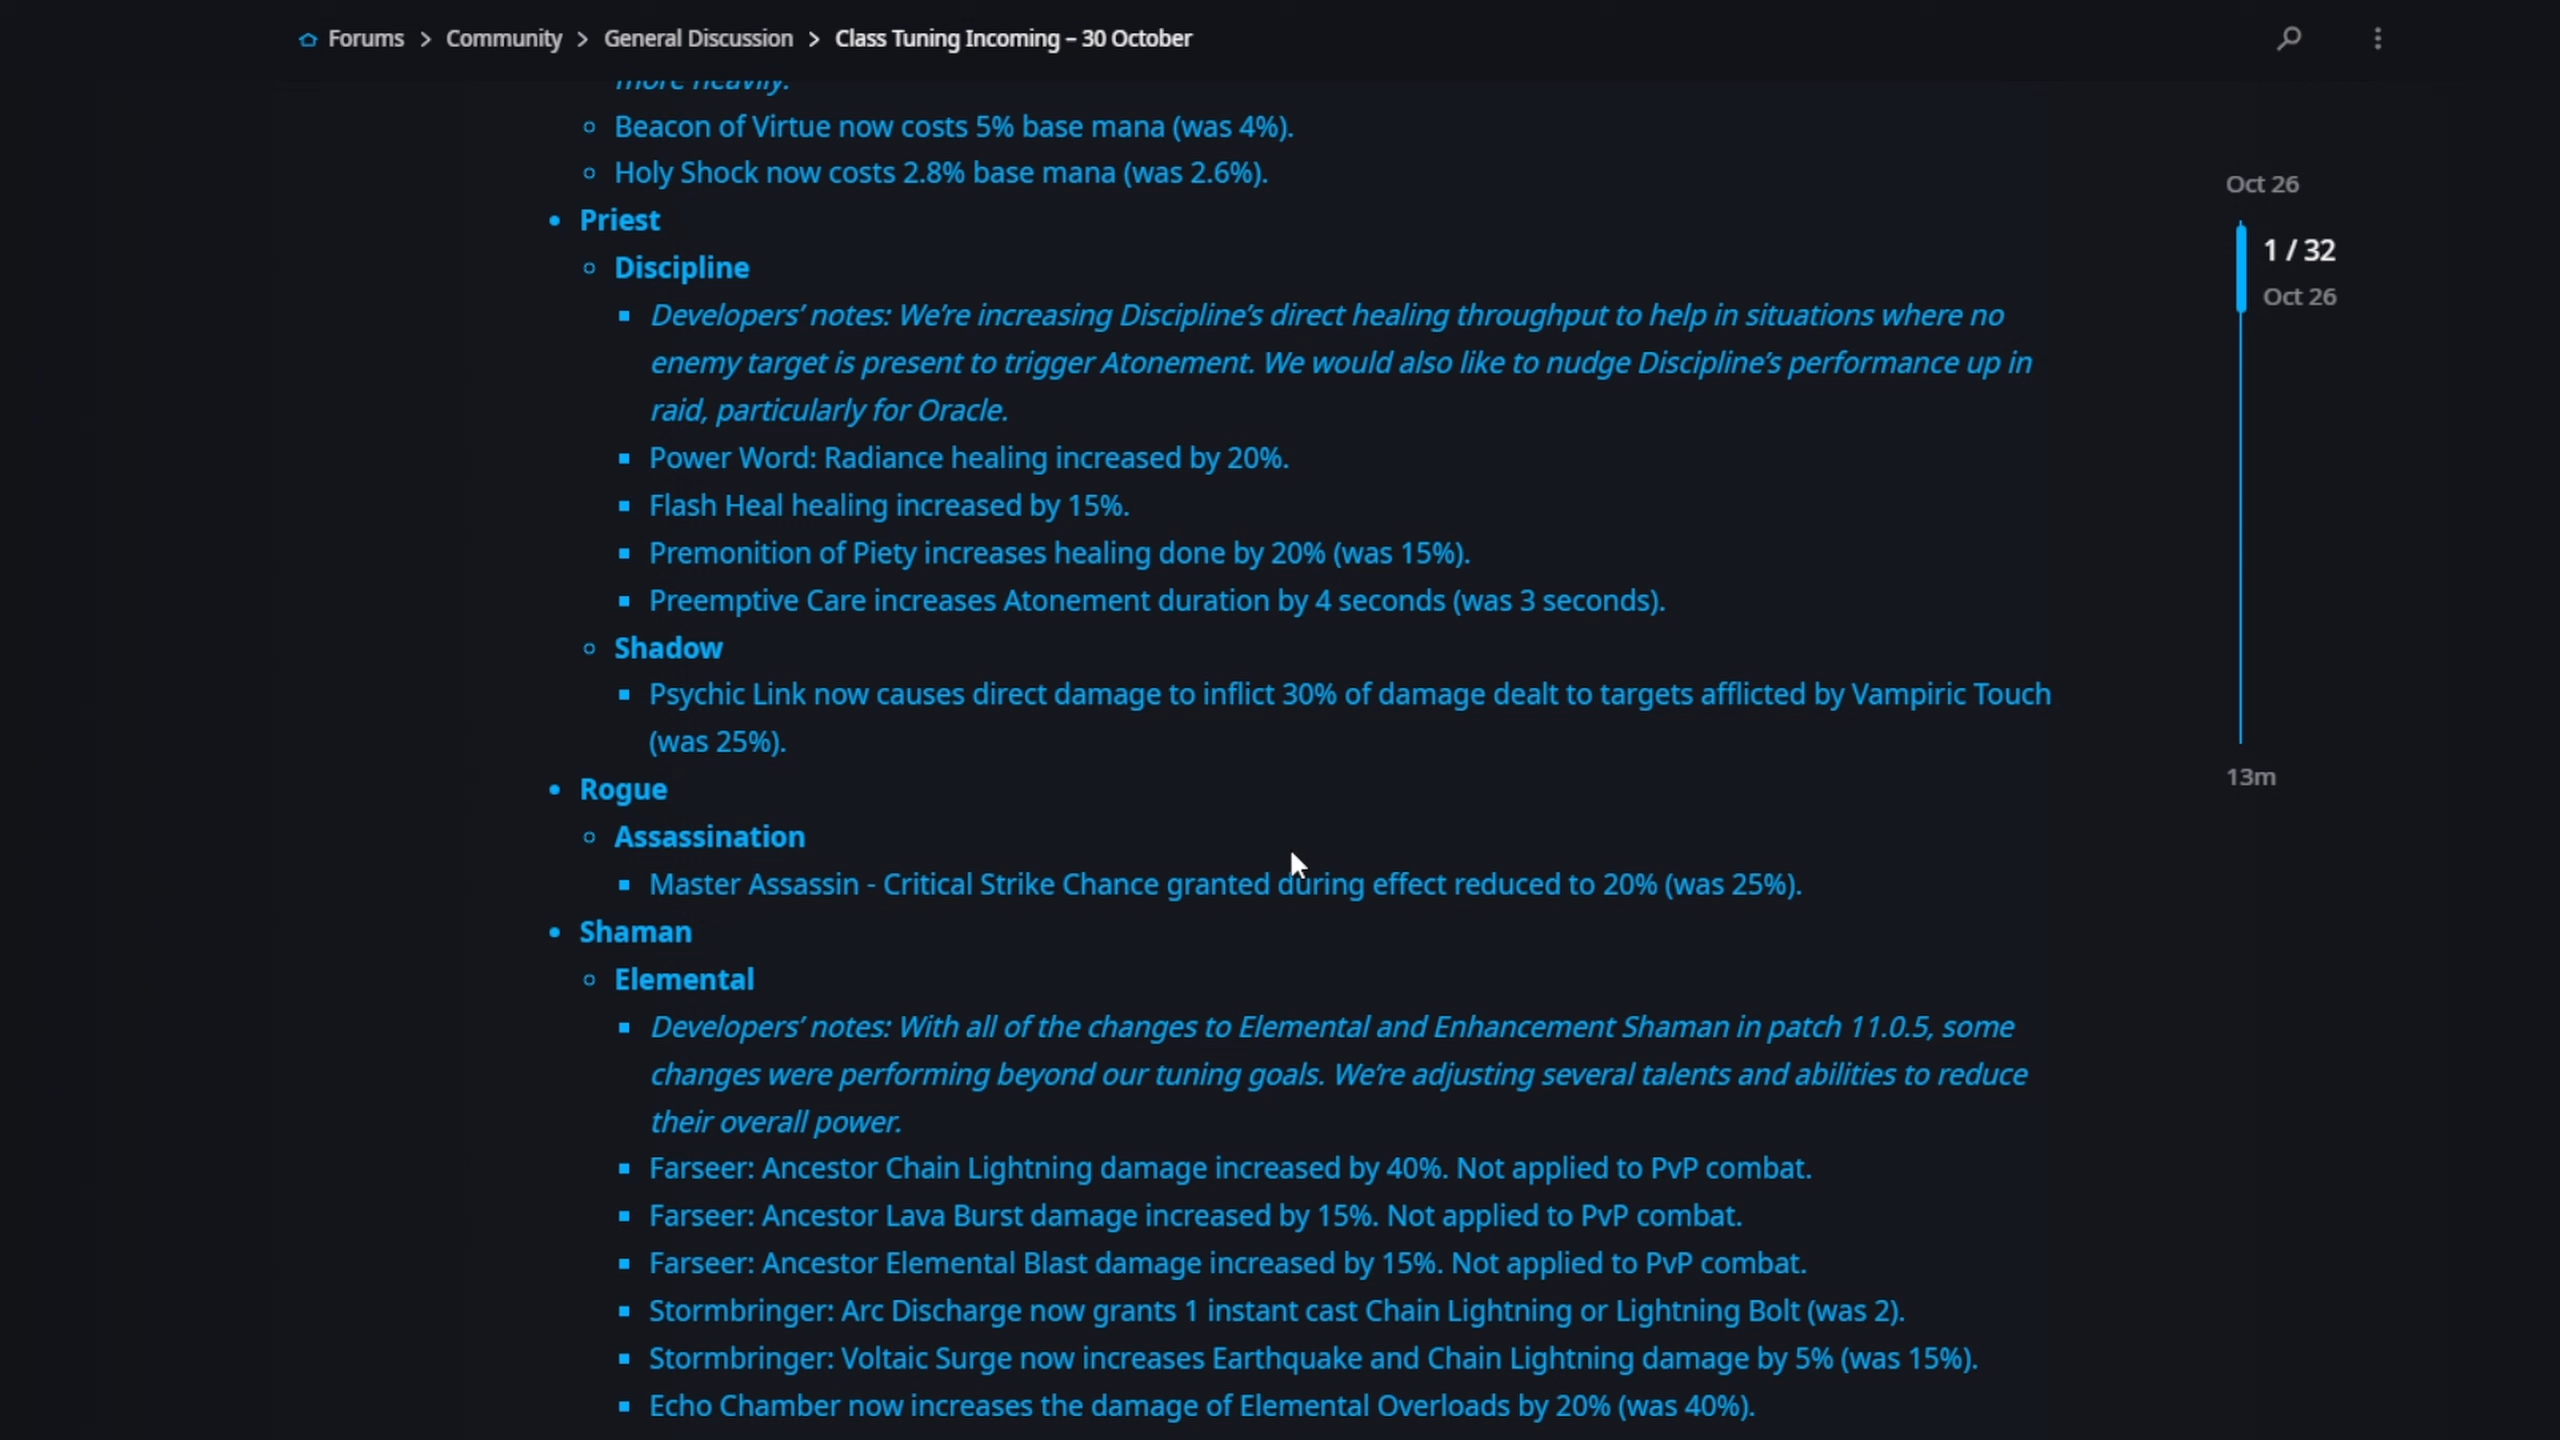 Forums > Community > General Discussion > Class Tuning Incoming – 30 October
more heavily.
Beacon of Virtue now costs 5% base mana (was 4%).
Holy Shock now costs 2.8% base mana (was 2.6%).
Oct 26
Priest
1 / 32
Discipline
Oct 26
Developers’ notes: We’re increasing Discipline’s direct healing throughput to help in situations where no
enemy target is present to trigger Atonement. We would also like to nudge Discipline’s performance up in
raid, particularly for Oracle.
Power Word: Radiance healing increased by 20%.
Flash Heal healing increased by 15%.
Premonition of Piety increases healing done by 20% (was 15%).
Preemptive Care increases Atonement duration by 4 seconds (was 3 seconds).
Shadow
Psychic Link now causes direct damage to inflict 30% of damage dealt to targets afflicted by Vampiric Touch
(was 25%).
13m
Rogue
Assassination
Master Assassin - Critical Strike Chance granted during effect reduced to 20% (was 25%).
Shaman
Elemental
Developers’ notes: With all of the changes to Elemental and Enhancement Shaman in patch 11.0.5, some
changes were performing beyond our tuning goals. We’re adjusting several talents and abilities to reduce
their overall power.
Farseer: Ancestor Chain Lightning damage increased by 40%. Not applied to PvP combat.
Farseer: Ancestor Lava Burst damage increased by 15%. Not applied to PvP combat.
Farseer: Ancestor Elemental Blast damage increased by 15%. Not applied to PvP combat.
Stormbringer: Arc Discharge now grants 1 instant cast Chain Lightning or Lightning Bolt (was 2).
Stormbringer: Voltaic Surge now increases Earthquake and Chain Lightning damage by 5% (was 15%).
Echo Chamber now increases the damage of Elemental Overloads by 20% (was 40%).